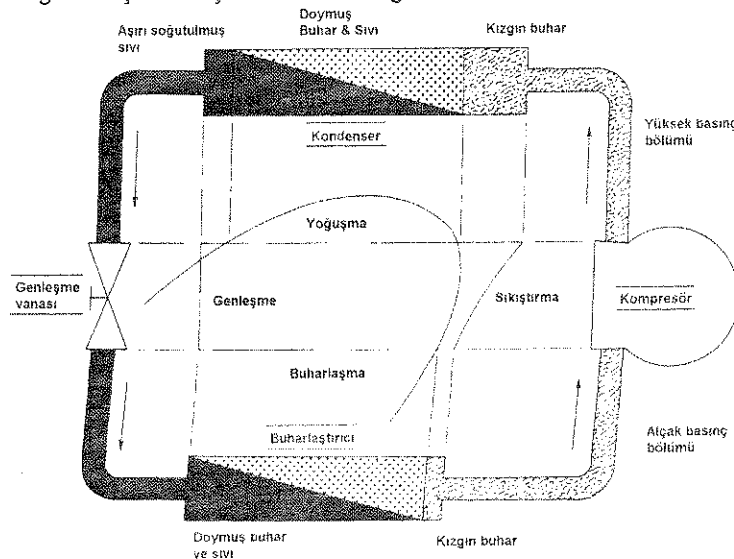 Aşırı soğutulmuş
sıvı
Doymuş
Buhar & Sıvı
Kızgın buhar
Kondenser
Yüksek basınç
bölümü
Yoğuşma
Genleşme
vanası
Genleşme
Sıkıştırma
Kompresör
Buharlaşma
Buharlaştırıcı
Alçak basınç
bölümü
Doymuş buhar
ve sıvı
Kızgın buhar